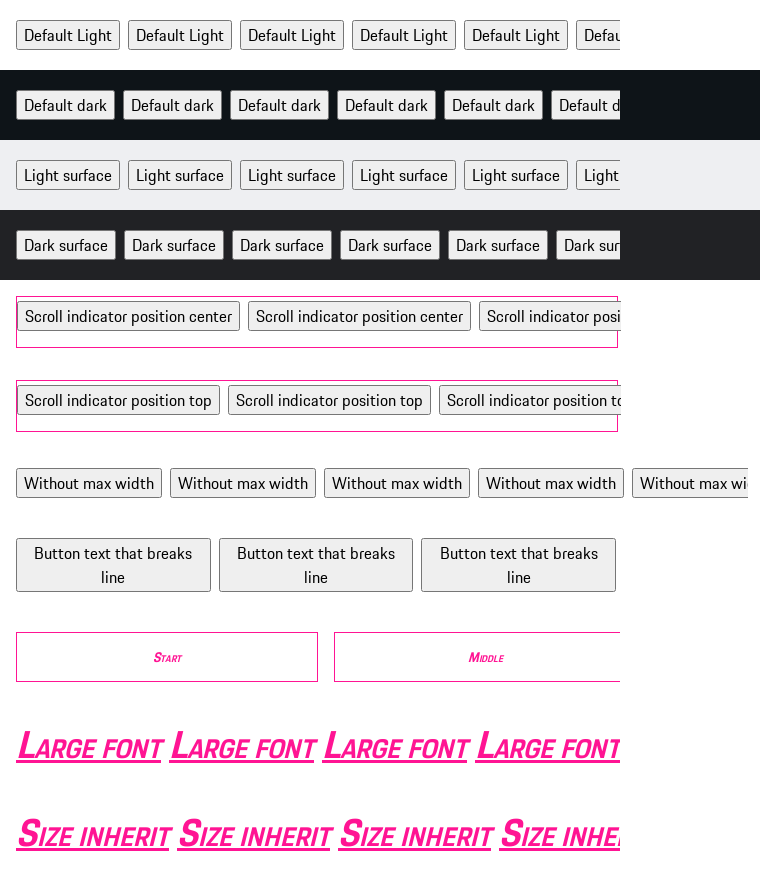 Default Light Default Light Default Light Default Light Default Light Defau
Default dark Default dark Default dark Default dark Default dark Default d
Light surface Light surface Light surface Light surface Light surface Light
Dark surface Dark surface Dark surface Dark surface Dark surface Dark sur
Scroll indicator position center Scroll indicator position center Scroll indicator posi
Scroll indicator position top Scroll indicator position top Scroll indicator position to
Without max width Without max width Without max width Without max width Without max wi
Button text that breaks Button text that breaks Button text that breaks
line line line
Start Middle
Large font Large font Large font Large font
Size inherit Size inherit Size inherit Size inhe